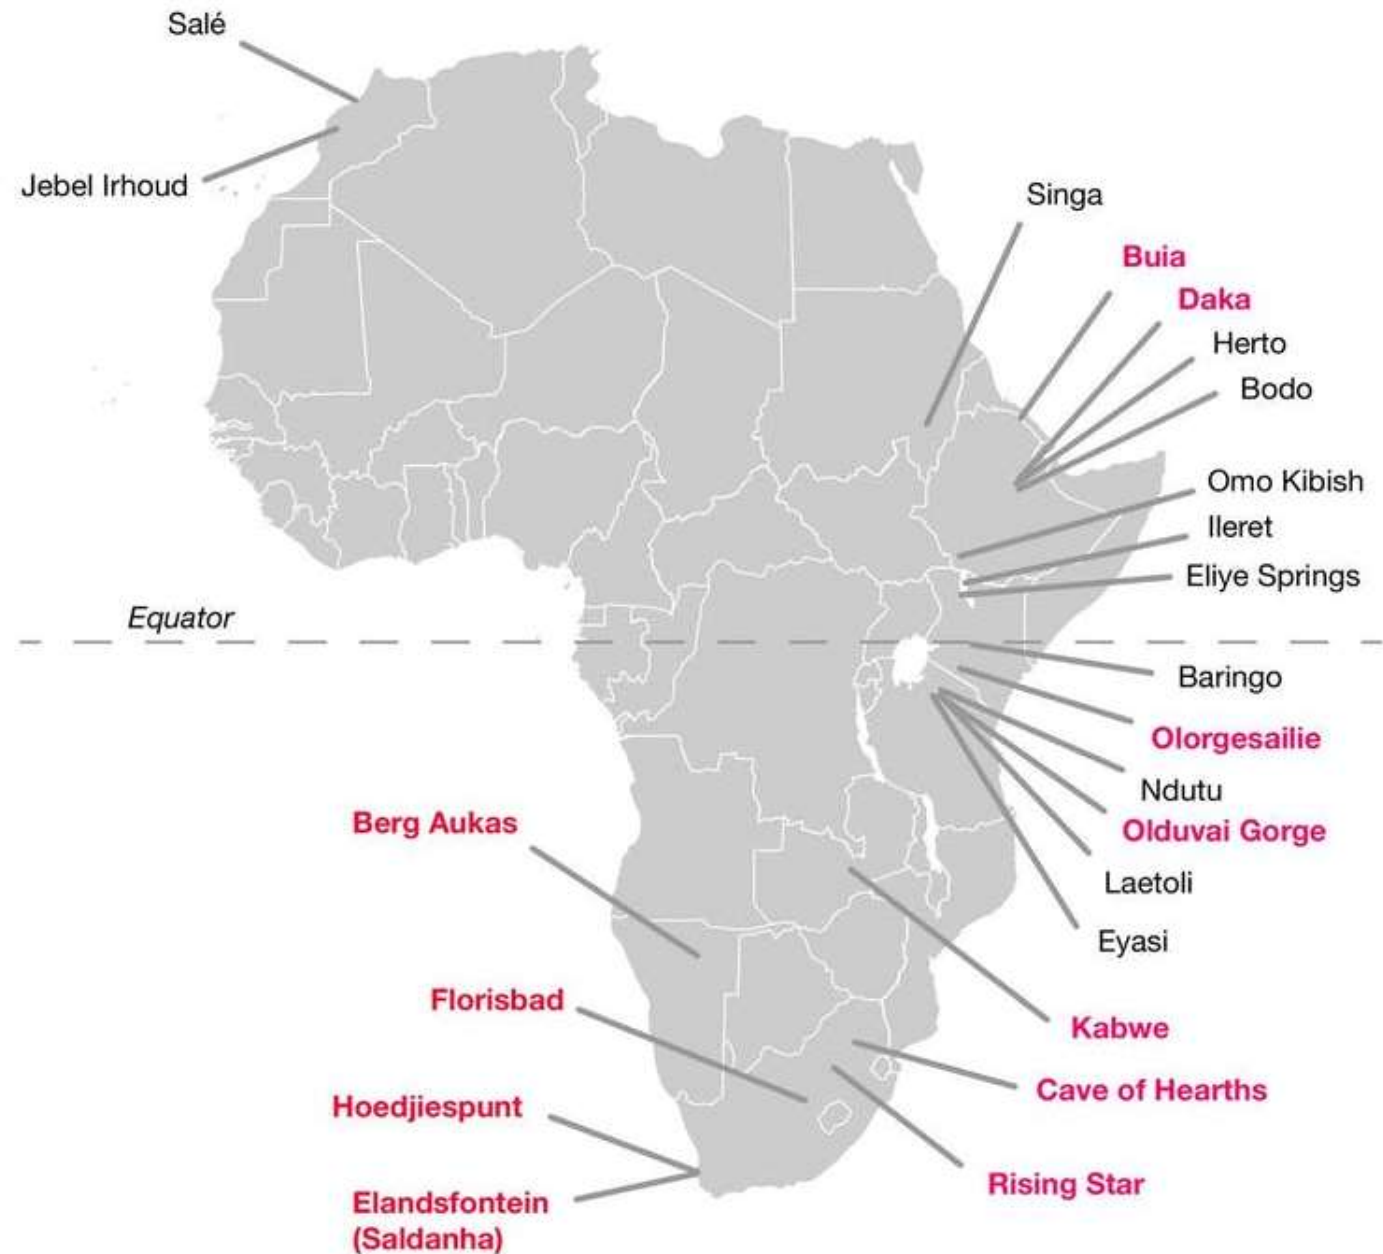 Salé
Jebel Irhoud
Singa
Buia
Daka
Herto
Bodo
Omo Kibish
Ileret
Eliye Springs
Equator
Baringo
Olorgesailie
Ndutu
Olduvai Gorge
Laetoli
Eyasi
Berg Aukas
Florisbad
Kabwe
Cave of Hearths
Hoedjiespunt
Rising Star
Elandsfontein
(Saldanha)